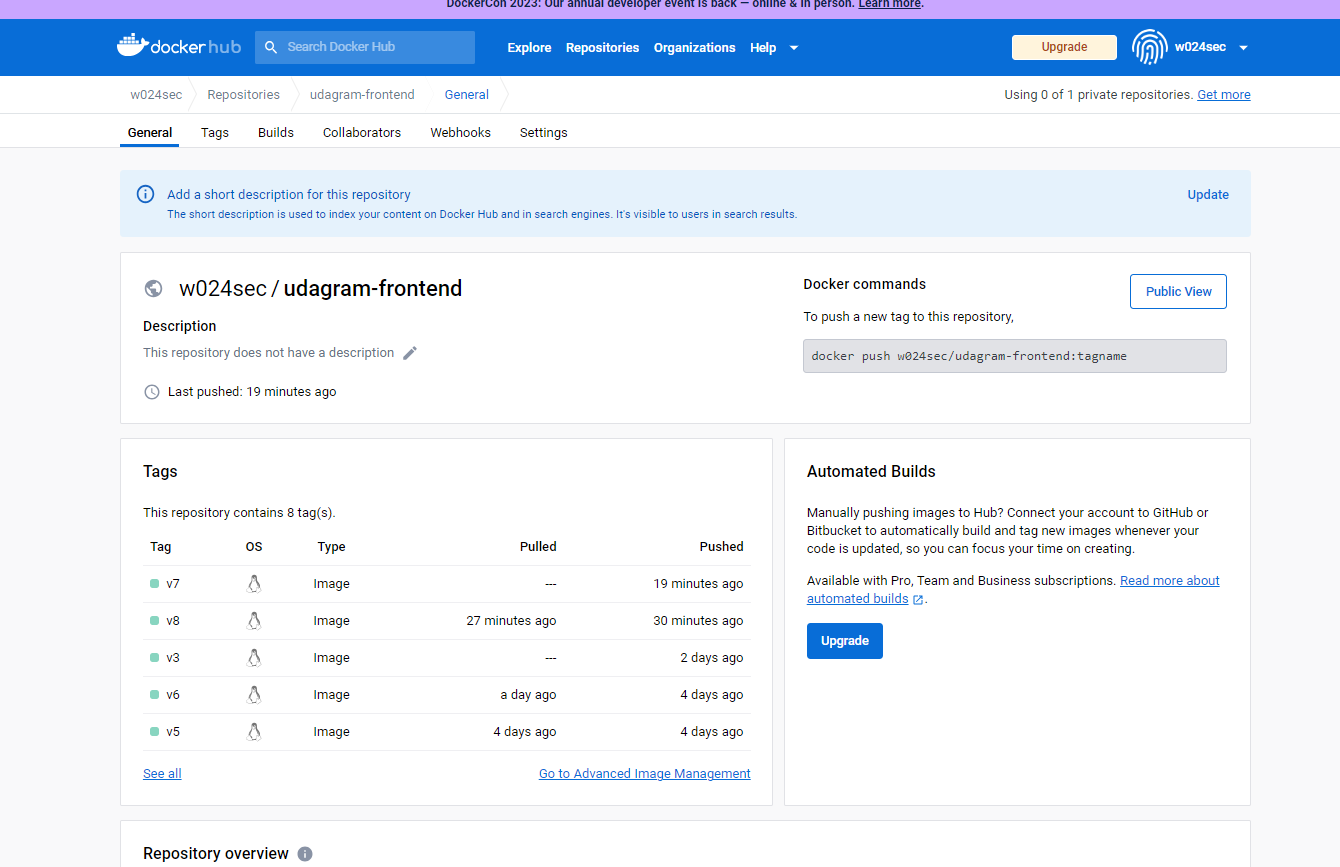 DockerCon 2023: Our annual developer event is back — online & in person. Learn more.
dockerhub
Search Docker Hub
Explore Repositories Organizations Help
Upgrade
w024sec
w024sec Repositories udagram-frontend General
Using 0 of 1 private repositories. Get more
General Tags Builds Collaborators Webhooks Settings
Add a short description for this repository
Update
The short description is used to index your content on Docker Hub and in search engines. It's visible to users in search results.
w024sec / udagram-frontend
Description
This repository does not have a description
Last pushed: 19 minutes ago
Docker commands
Public View
To push a new tag to this repository,
docker push w024sec/udagram-frontend:tagname
Tags
This repository contains 8 tag(s).
Tag OS Type Pulled Pushed
v7 Image --- 19 minutes ago
v8 Image 27 minutes ago 30 minutes ago
v3 Image --- 2 days ago
v6 Image a day ago 4 days ago
v5 Image 4 days ago 4 days ago
See all Go to Advanced Image Management
Automated Builds
Manually pushing images to Hub? Connect your account to GitHub or
Bitbucket to automatically build and tag new images whenever your
code is updated, so you can focus your time on creating.
Available with Pro, Team and Business subscriptions. Read more about
automated builds .
Upgrade
Repository overview